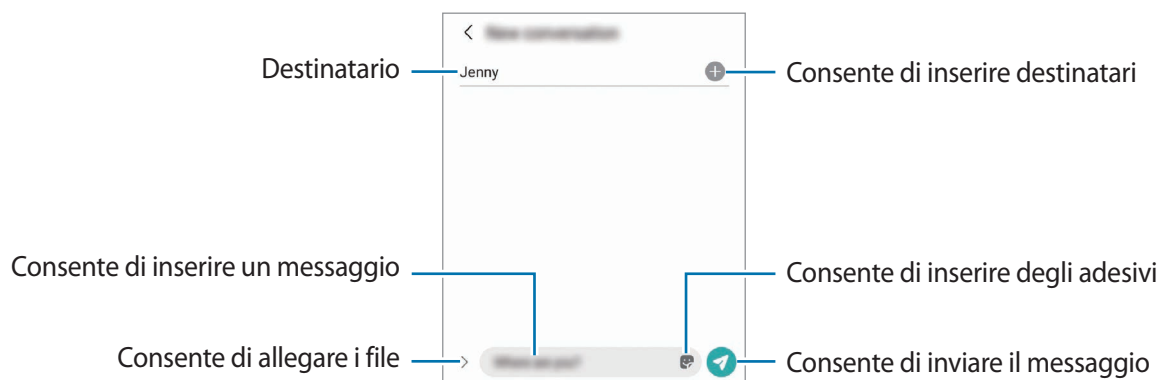 Destinatario
Jenny
Consente di inserire destinatari
Consente di inserire un messaggio
Consente di inserire degli adesivi
Consente di allegare i file
Consente di inviare il messaggio